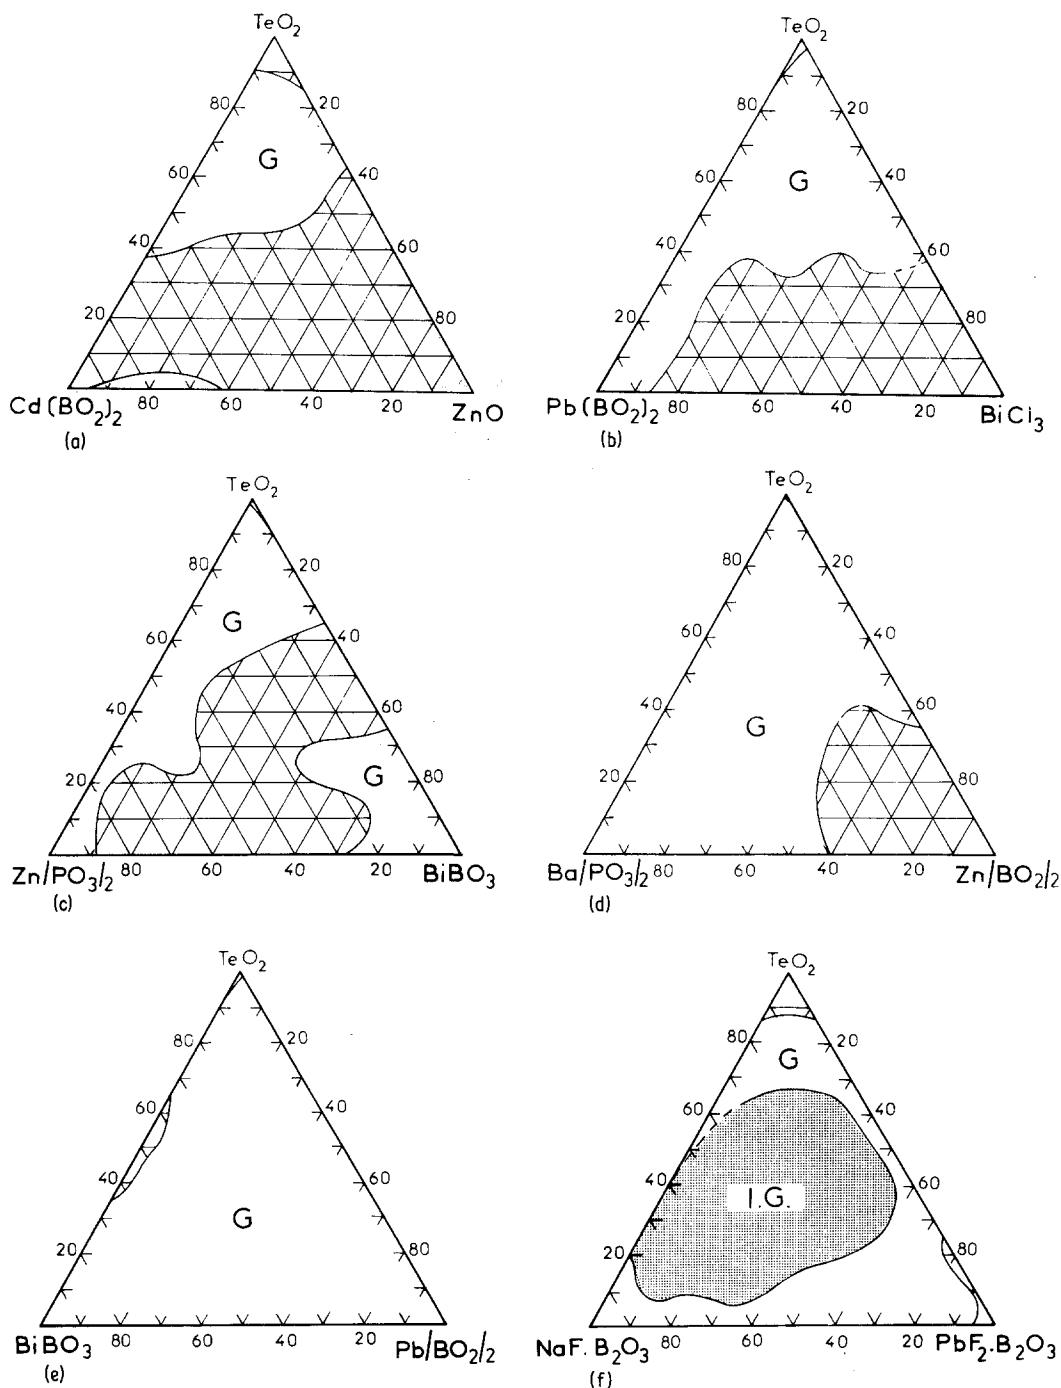 TeO₂
80 20
G
60 40
40 60
20 80
Cd(BO₂)₂ 80 60 40 20 ZnO
(a)
TeO₂
80 20
60 40
G
40 60
20 80
Pb(BO₂)₂ 80 60 40 20 BiCl₃
(b)
TeO₂
80 20
G
60 40
40 60
G
20 80
Zn/PO₃/₂ 80 60 40 20 BiBO₃
(c)
TeO₂
80 20
60 40
40 60
G
20 80
Ba/PO₃/₂ 80 60 40 20 Zn/BO₂/₂
(d)
TeO₂
80 20
60 40
40 60
G
20 80
BiBO₃ 80 60 40 20 Pb/BO₂/₂
(e)
TeO₂
80 20
G
60 40
40 60
I.G.
20 80
NaF.B₂O₃ 80 60 40 20 PbF₂.B₂O₃
(f)